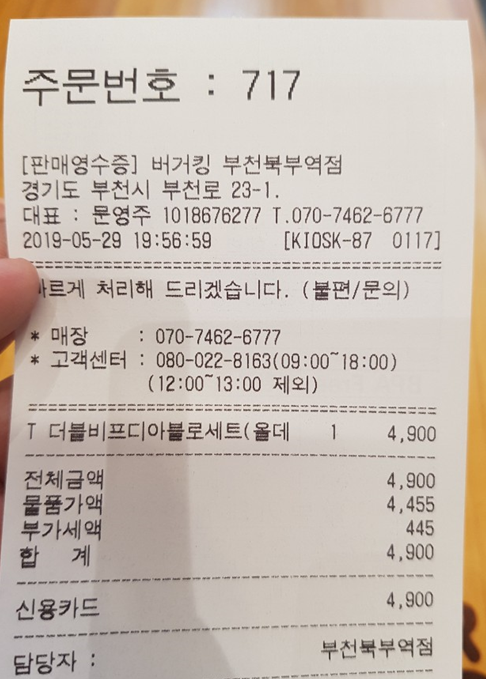 주문번호 : 717
[판매영수증] 버거킹 부천북부역점
경기도 부천시 부천로 23-1.
대표 : 문영주 1018676277 T.070-7462-6777
2019-05-29 19:56:59 [KIOSK-87 0117]
바르게 처리해 드리겠습니다. (불편/문의)
* 매장 : 070-7462-6777
* 고객센터 : 080-022-8163(09:00~18:00)
(12:00~13:00 제외)
T 더블비프디아블로세트(올데 1 4,900
전체금액 4,900
물품가액 4,455
부가세액 445
합 계 4,900
신용카드 4,900
부천북부역점
담당자 :